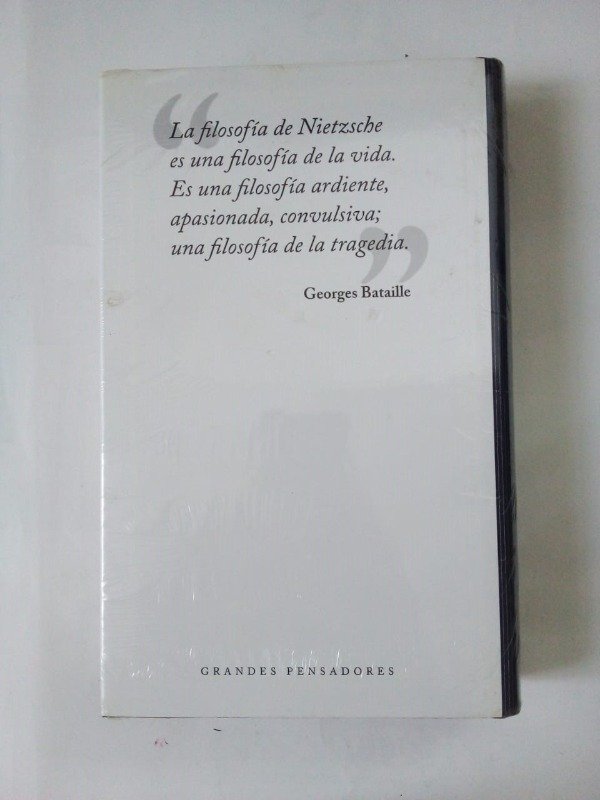 “
La filosofía de Nietzsche
es una filosofía de la vida.
Es una filosofía ardiente,
apasionada, convulsiva;
una filosofía de la tragedia.
”
Georges Bataille
GRANDES PENSADORES